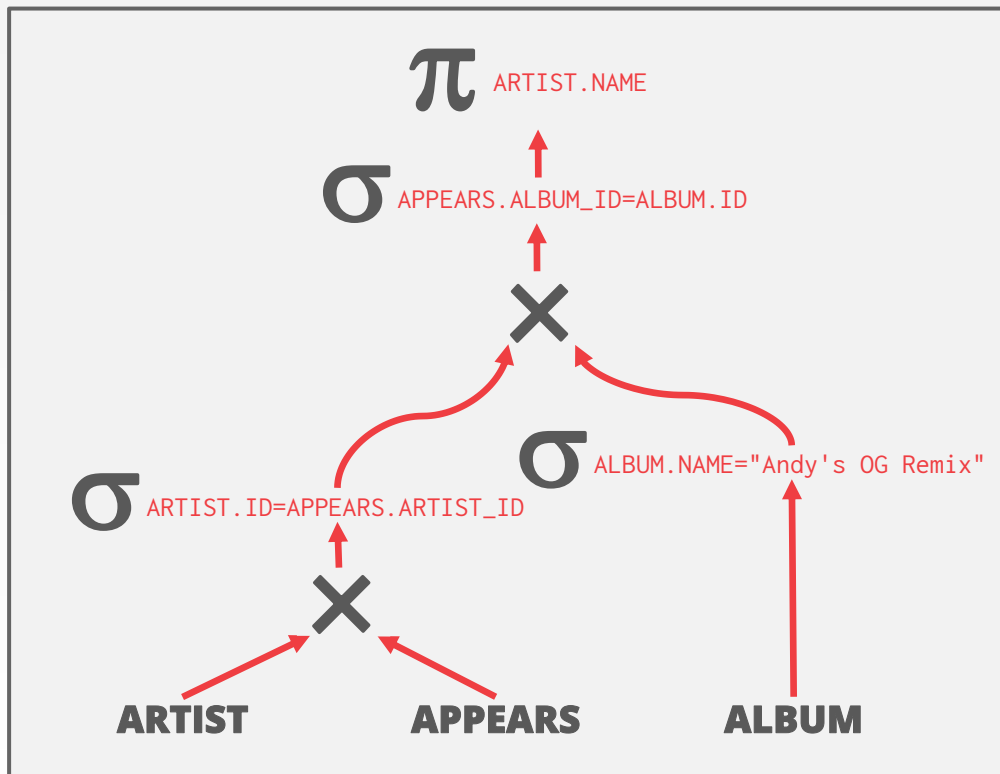 π ARTIST.NAME
σ APPEARS.ALBUM_ID=ALBUM.ID
×
σ ALBUM.NAME="Andy's OG Remix"
σ ARTIST.ID=APPEARS.ARTIST_ID
×
ARTIST APPEARS ALBUM